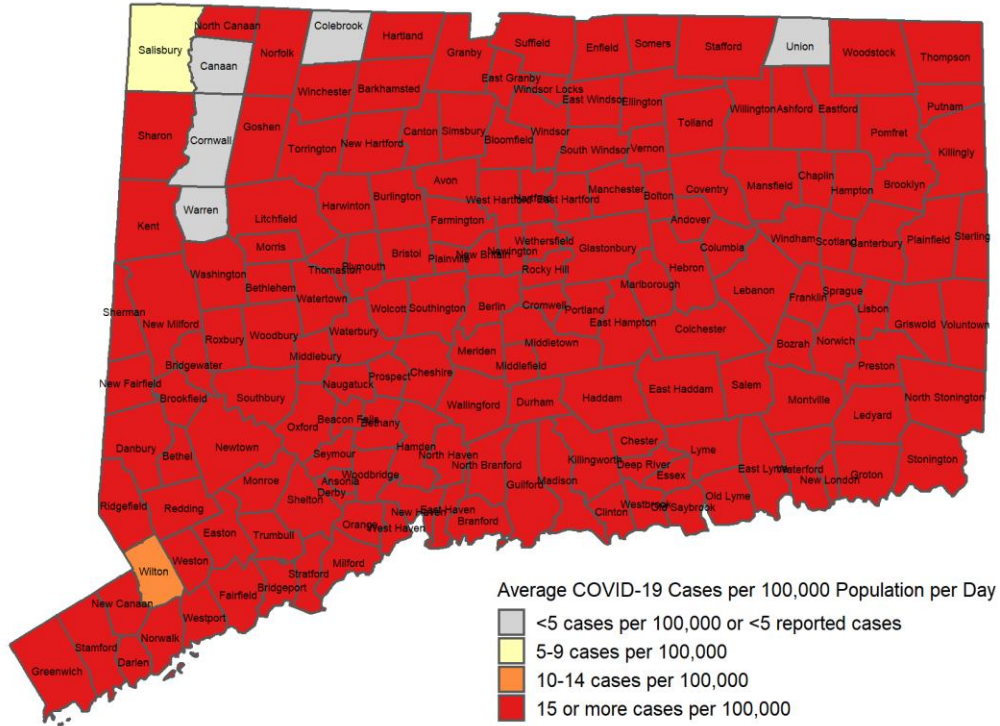 Salisbury
North Canaan
Colebrook
Hartland
Canaan
Norfolk
Granby
Suffield
Enfield
Somers
Stafford
Union
Woodstock
Thompson
East Granby
Windsor Locks
Winchester
Barkhamsted
East Windsor
Ellington
Willington
Ashford
Eastford
Putnam
Sharon
Cornwall
Goshen
Torrington
New Hartford
Canton
Simsbury
Bloomfield
Windsor
South Windsor
Vernon
Tolland
Pomfret
Killingly
Kent
Warren
Litchfield
Harwinton
Burlington
Avon
West Hartford
Hartford
East Hartford
Manchester
Bolton
Coventry
Mansfield
Chaplin
Hampton
Brooklyn
Morris
Farmington
Andover
Washington
Bethlehem
Thomaston
Plymouth
Bristol
Plainville
New Britain
Newington
Wethersfield
Rocky Hill
Glastonbury
Hebron
Columbia
Windham
Scotland
Canterbury
Plainfield
Sterling
Sherman
New Milford
Roxbury
Woodbury
Watertown
Waterbury
Wolcott
Southington
Berlin
Cromwell
Portland
East Hampton
Marlborough
Colchester
Lebanon
Franklin
Sprague
Lisbon
Griswold
Voluntown
Bridgewater
Middlebury
Meriden
Middletown
Middlefield
Bozrah
Norwich
Preston
New Fairfield
Brookfield
Southbury
Naugatuck
Prospect
Cheshire
Wallingford
Durham
Haddam
East Haddam
Salem
Montville
Ledyard
North Stonington
Danbury
Bethel
Newtown
Oxford
Beacon Falls
Bethany
Seymour
Hamden
North Haven
North Branford
Killingworth
Chester
Deep River
Essex
Lyme
East Lyme
Waterford
New London
Groton
Stonington
Ridgefield
Redding
Monroe
Shelton
Ansonia
Derby
Woodbridge
Guilford
Madison
Clinton
Westbrook
Old Saybrook
Old Lyme
Easton
Trumbull
Orange
New Haven
West Haven
East Haven
Branford
Wilton
Weston
Fairfield
Bridgeport
Stratford
Milford
New Canaan
Westport
Greenwich
Stamford
Darien
Norwalk
Average COVID-19 Cases per 100,000 Population per Day
<5 cases per 100,000 or <5 reported cases
5-9 cases per 100,000
10-14 cases per 100,000
15 or more cases per 100,000